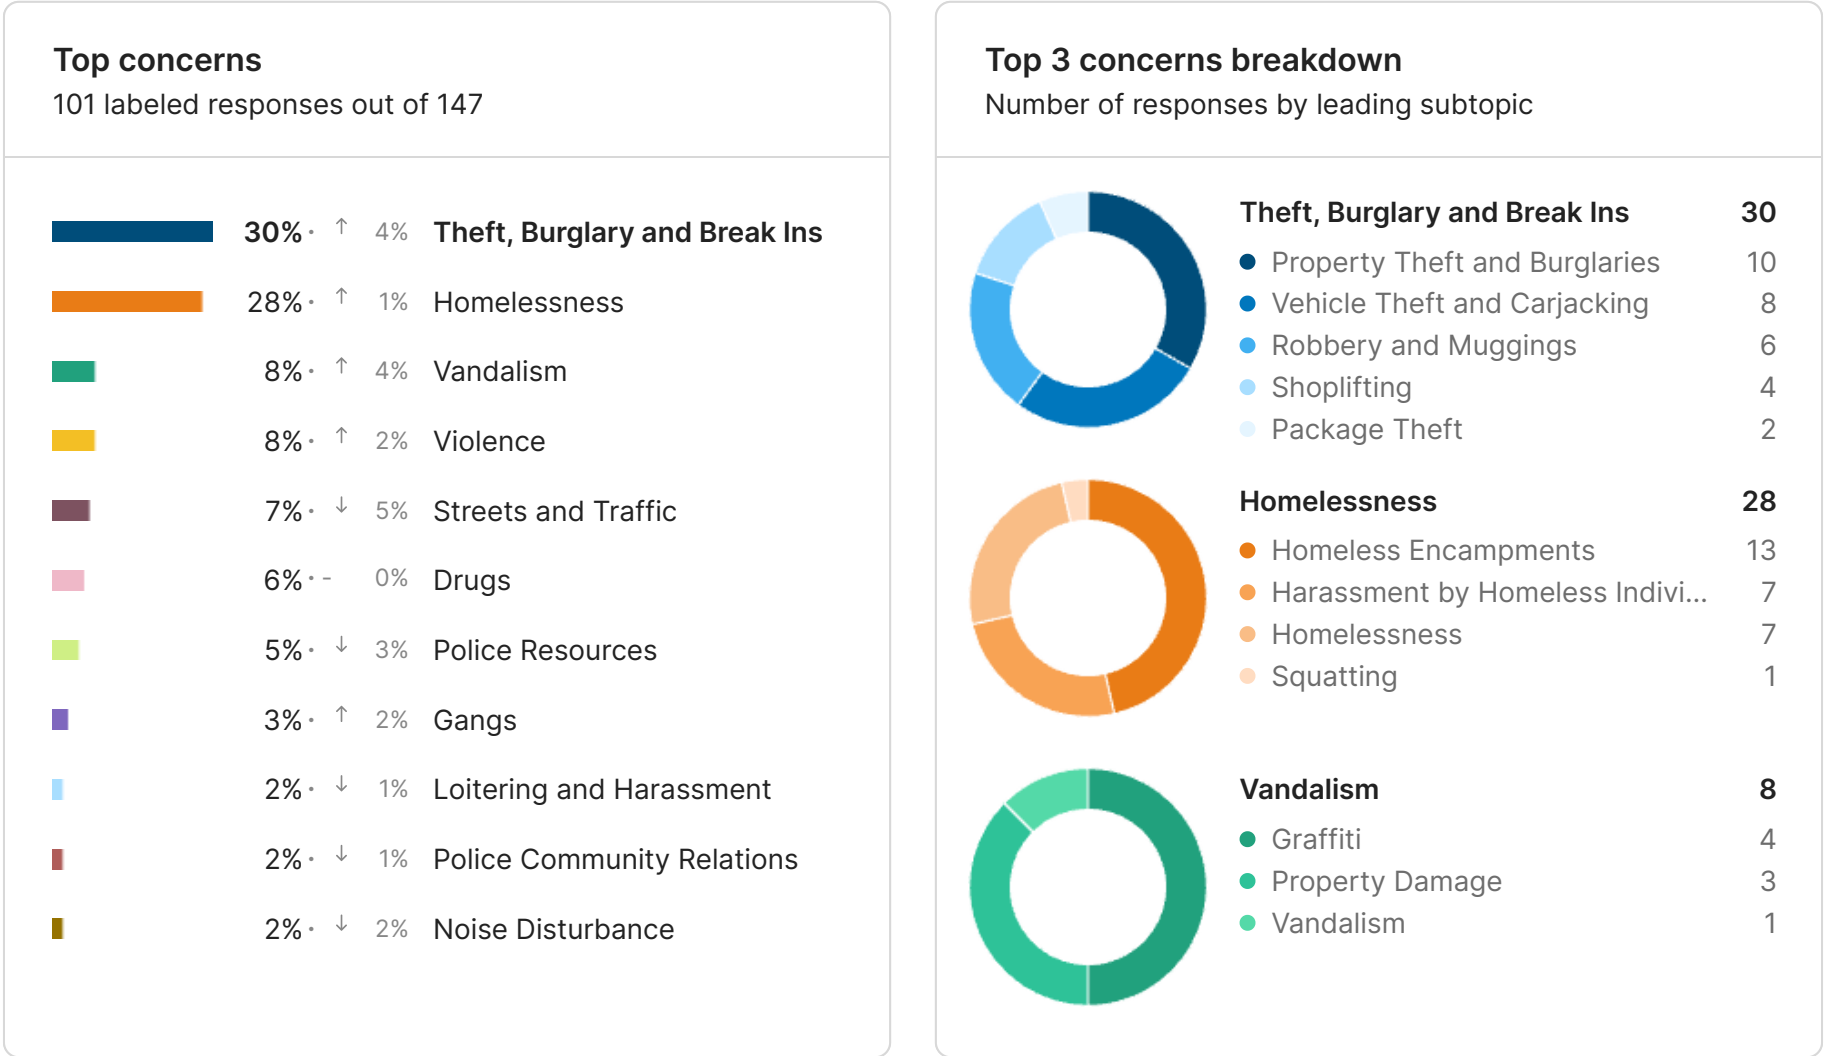 Top concerns
101 labeled responses out of 147
30% · ↑ 4% Theft, Burglary and Break Ins
28% · ↑ 1% Homelessness
8% · ↑ 4% Vandalism
8% · ↑ 2% Violence
7% · ↓ 5% Streets and Traffic
6% · - 0% Drugs
5% · ↓ 3% Police Resources
3% · ↑ 2% Gangs
2% · ↓ 1% Loitering and Harassment
2% · ↓ 1% Police Community Relations
2% · ↓ 2% Noise Disturbance
Top 3 concerns breakdown
Number of responses by leading subtopic
Theft, Burglary and Break Ins 30
Property Theft and Burglaries 10
Vehicle Theft and Carjacking 8
Robbery and Muggings 6
Shoplifting 4
Package Theft 2
Homelessness 28
Homeless Encampments 13
Harassment by Homeless Indivi... 7
Homelessness 7
Squatting 1
Vandalism 8
Graffiti 4
Property Damage 3
Vandalism 1